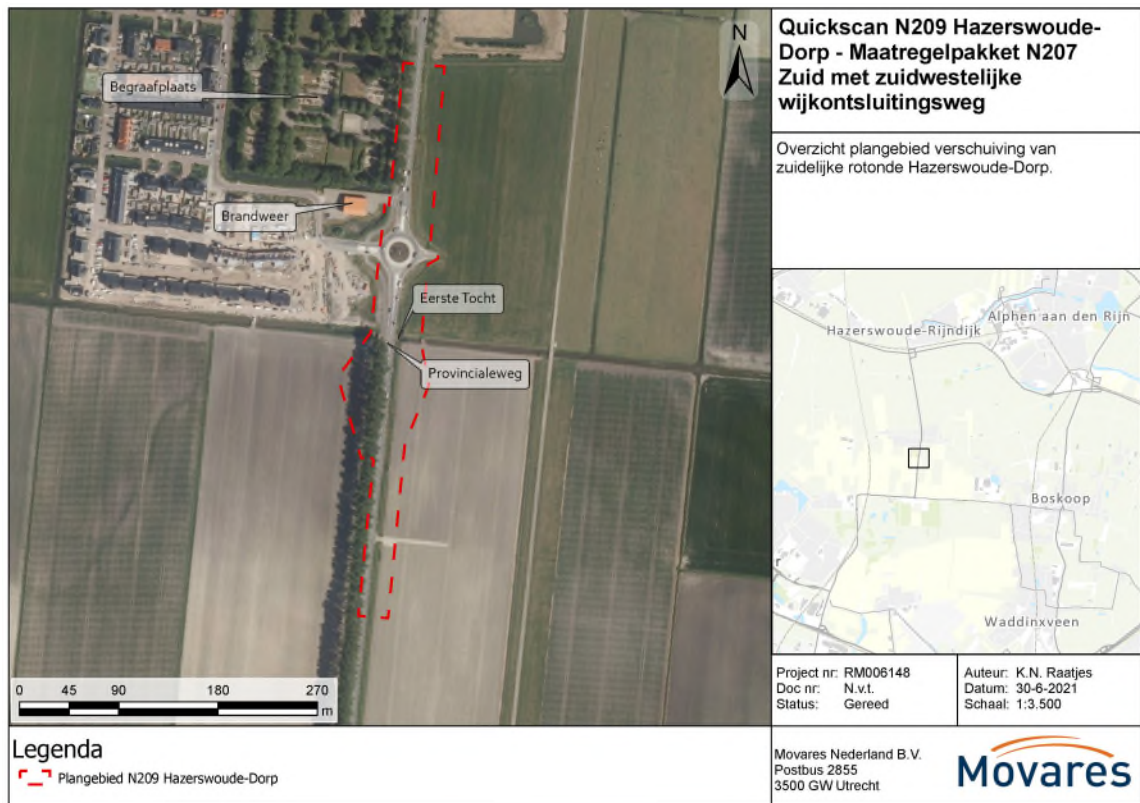 Quickscan N209 Hazerswoude-
Dorp - Maatregelpakket N207
Zuid met zuidwestelijke
wijkontsluitingsweg
Overzicht plangebied verschuiving van
zuidelijke rotonde Hazerswoude-Dorp.
N
Begraafplaats
Brandweer
Eerste Tocht
Provincialeweg
0 45 90 180 270
m
Hazerswoude-Rijndijk
Alphen aan den Rijn
Boskoop
Waddinxveen
r
Project nr: RM006148
Doc nr: N.v.t.
Status: Gereed
Auteur: K.N. Raatjes
Datum: 30-6-2021
Schaal: 1:3.500
Legenda
Plangebied N209 Hazerswoude-Dorp
Movares Nederland B.V.
Postbus 2855
3500 GW Utrecht
Movares